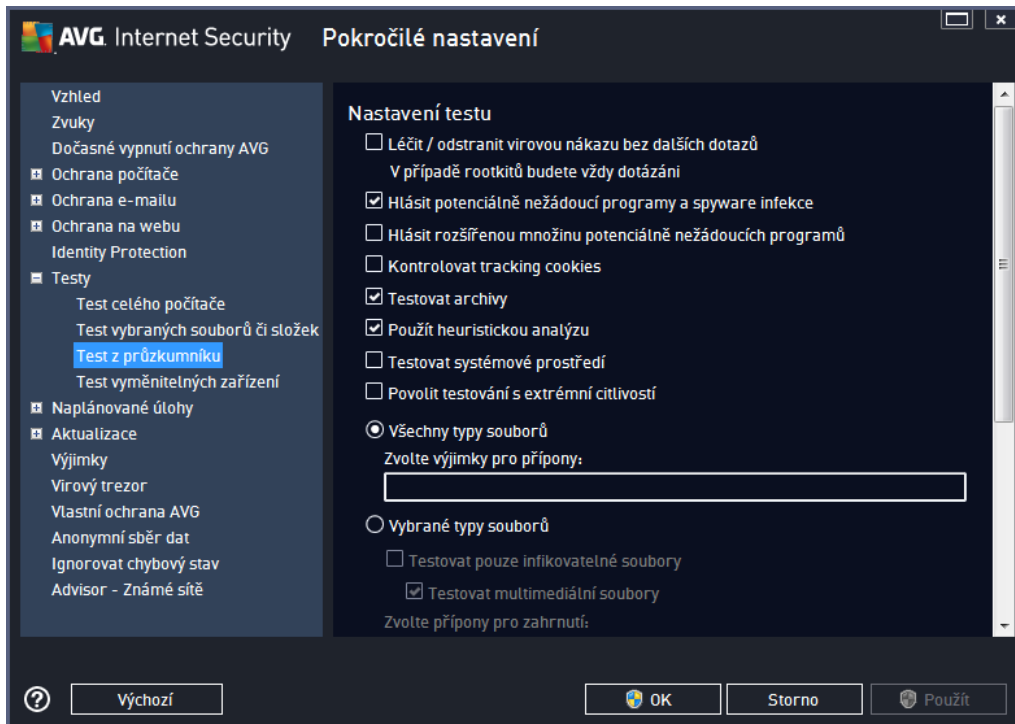 AVG. Internet Security Pokročilé nastavení
Vzhled
Zvuky
Dočasné vypnutí ochrany AVG
Ochrana počítače
Ochrana e-mailu
Ochrana na webu
Identity Protection
Testy
Test celého počítače
Test vybraných souborů či složek
Test z průzkumníku
Test vyměnitelných zařízení
Naplánované úlohy
Aktualizace
Výjimky
Virový trezor
Vlastní ochrana AVG
Anonymní sběr dat
Ignorovat chybový stav
Advisor - Známé sítě
Nastavení testu
Léčit / odstranit virovou nákazu bez dalších dotazů
V případě rootkitů budete vždy dotázáni
Hlásit potenciálně nežádoucí programy a spyware infekce
Hlásit rozšířenou množinu potenciálně nežádoucích programů
Kontrolovat tracking cookies
Testovat archivy
Použít heuristickou analýzu
Testovat systémové prostředí
Povolit testování s extrémní citlivostí
Všechny typy souborů
Zvolte výjimky pro přípony:
Vybrané typy souborů
Testovat pouze infikovatelné soubory
Testovat multimediální soubory
Zvolte přípony pro zahrnutí:
Výchozí
OK
Storno
Použít